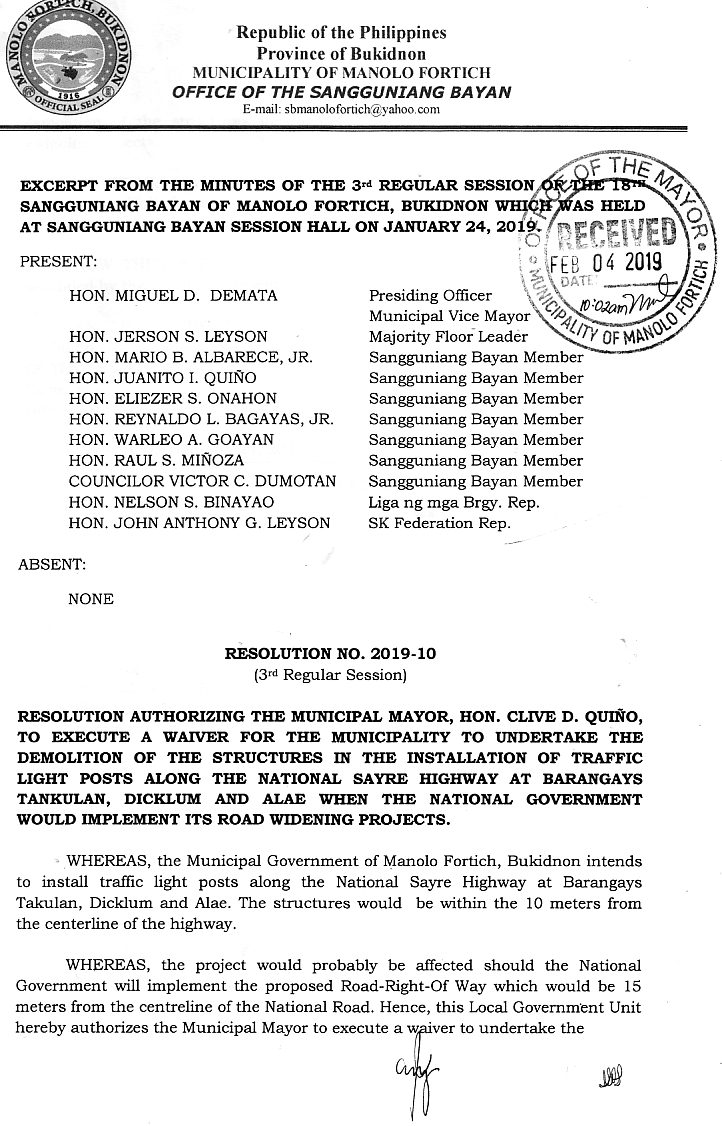 MANOLO FORTICH, BUKIDNON
1916
OFFICIAL SEAL
Republic of the Philippines
Province of Bukidnon
MUNICIPALITY OF MANOLO FORTICH
OFFICE OF THE SANGGUNIANG BAYAN
E-mail: sbmanolofortich@yahoo.com
EXCERPT FROM THE MINUTES OF THE 3rd REGULAR SESSION OF THE 18TH
SANGGUNIANG BAYAN OF MANOLO FORTICH, BUKIDNON WHICH WAS HELD
AT SANGGUNIANG BAYAN SESSION HALL ON JANUARY 24, 2019.
OFFICE OF THE MAYOR
RECEIVED
FEB 04 2019
DATE:
10:02am
MUNICIPALITY OF MANOLO FORTICH
PRESENT:
HON. MIGUEL D. DEMATA Presiding Officer
Municipal Vice Mayor
HON. JERSON S. LEYSON Majority Floor Leader
HON. MARIO B. ALBARECE, JR. Sangguniang Bayan Member
HON. JUANITO I. QUIÑO Sangguniang Bayan Member
HON. ELIEZER S. ONAHON Sangguniang Bayan Member
HON. REYNALDO L. BAGAYAS, JR. Sangguniang Bayan Member
HON. WARLEO A. GOAYAN Sangguniang Bayan Member
HON. RAUL S. MIÑOZA Sangguniang Bayan Member
COUNCILOR VICTOR C. DUMOTAN Sangguniang Bayan Member
HON. NELSON S. BINAYAO Liga ng mga Brgy. Rep.
HON. JOHN ANTHONY G. LEYSON SK Federation Rep.
ABSENT:
NONE
RESOLUTION NO. 2019-10
(3rd Regular Session)
RESOLUTION AUTHORIZING THE MUNICIPAL MAYOR, HON. CLIVE D. QUIÑO,
TO EXECUTE A WAIVER FOR THE MUNICIPALITY TO UNDERTAKE THE
DEMOLITION OF THE STRUCTURES IN THE INSTALLATION OF TRAFFIC
LIGHT POSTS ALONG THE NATIONAL SAYRE HIGHWAY AT BARANGAYS
TANKULAN, DICKLUM AND ALAE WHEN THE NATIONAL GOVERNMENT
WOULD IMPLEMENT ITS ROAD WIDENING PROJECTS.
WHEREAS, the Municipal Government of Manolo Fortich, Bukidnon intends
to install traffic light posts along the National Sayre Highway at Barangays
Takulan, Dicklum and Alae. The structures would be within the 10 meters from
the centerline of the highway.
WHEREAS, the project would probably be affected should the National
Government will implement the proposed Road-Right-Of Way which would be 15
meters from the centreline of the National Road. Hence, this Local Government Unit
hereby authorizes the Municipal Mayor to execute a waiver to undertake the